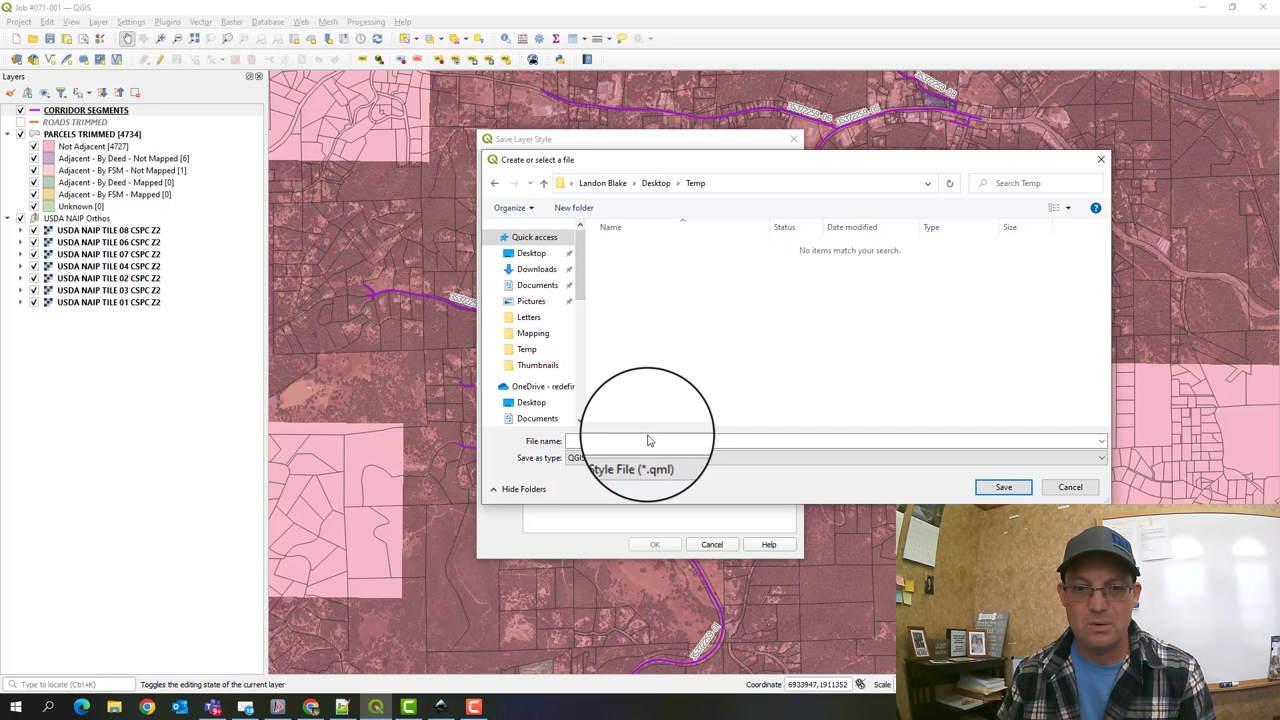 Job #071-001 — QGIS
Project Edit View Layer Settings Plugins Vector Raster Database Web Mesh Processing Help
Layers
CORRIDOR SEGMENTS
ROADS TRIMMED
PARCELS TRIMMED [4734]
Not Adjacent [4727]
Adjacent - By Deed - Not Mapped [6]
Adjacent - By FSM - Not Mapped [1]
Adjacent - By Deed - Mapped [0]
Adjacent - By FSM - Mapped [0]
Unknown [0]
USDA NAIP Orthos
USDA NAIP TILE 08 CSPC Z2
USDA NAIP TILE 06 CSPC Z2
USDA NAIP TILE 07 CSPC Z2
USDA NAIP TILE 04 CSPC Z2
USDA NAIP TILE 02 CSPC Z2
USDA NAIP TILE 03 CSPC Z2
USDA NAIP TILE 01 CSPC Z2
Save Layer Style
Create or select a file
Landon Blake > Desktop > Temp
Search Temp
Organize New folder
Name Status Date modified Type Size
No items match your search.
Quick access
Desktop
Downloads
Documents
Pictures
Letters
Mapping
Temp
Thumbnails
OneDrive - redefin
Desktop
Documents
File name:
Save as type: QGIS
Style File (*.qml)
Hide Folders
Save Cancel
OK Cancel Help
Type to locate (Ctrl+K)
Toggles the editing state of the current layer
Coordinate 6933947,1911352 Scale